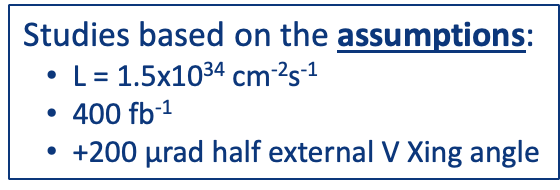 Studies based on the assumptions:
• L = 1.5x10³⁴ cm⁻²s⁻¹
• 400 fb⁻¹
• +200 μrad half external V Xing angle